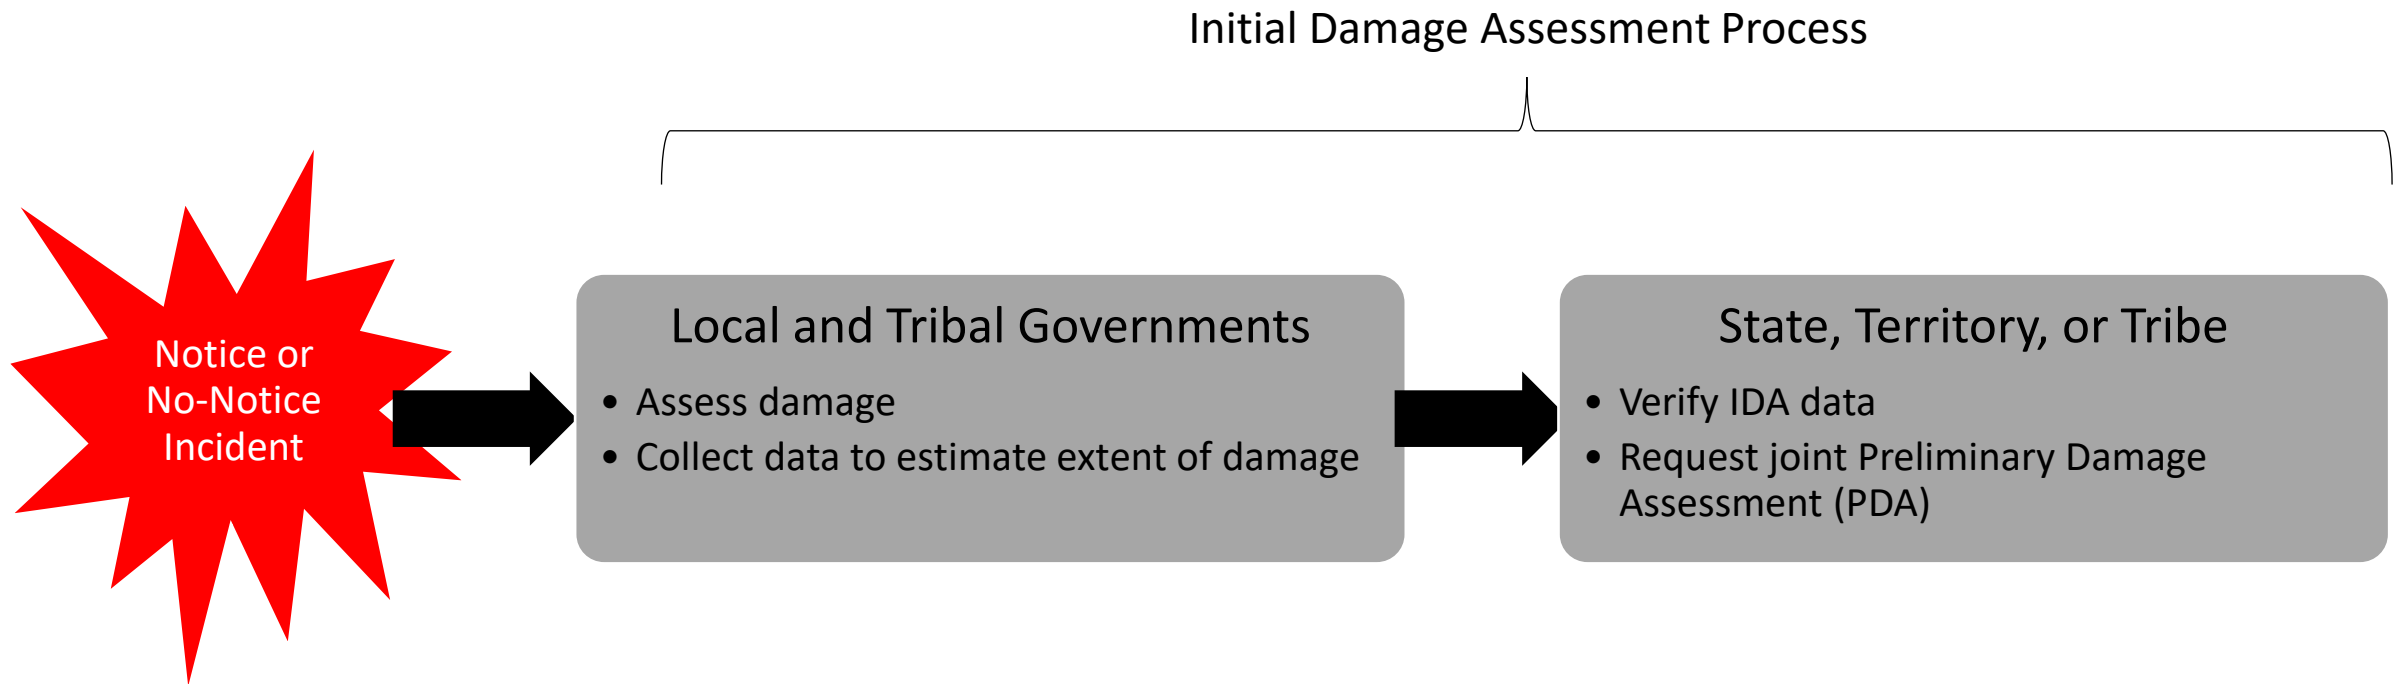 Initial Damage Assessment Process
Notice or
No-Notice
Incident
Local and Tribal Governments
• Assess damage
• Collect data to estimate extent of damage
State, Territory, or Tribe
• Verify IDA data
• Request joint Preliminary Damage
Assessment (PDA)